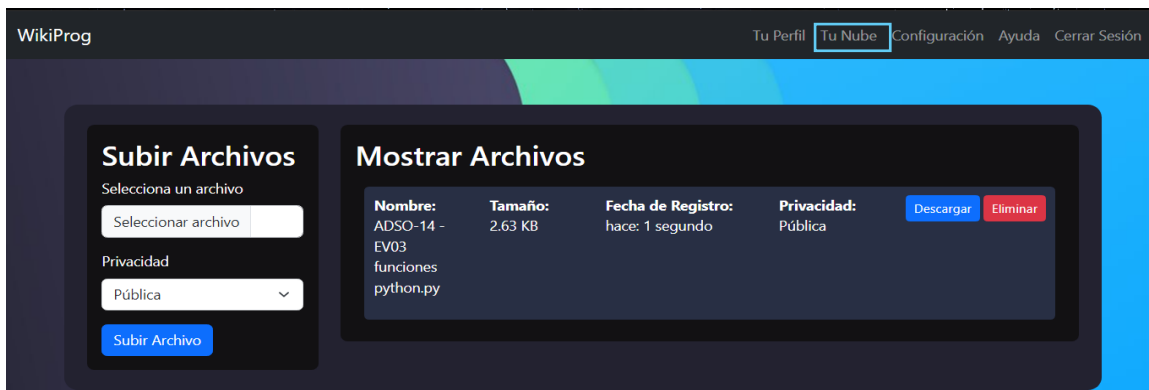 WikiProg
Tu Perfil Tu Nube Configuración Ayuda Cerrar Sesión
Subir Archivos
Selecciona un archivo
Seleccionar archivo
Privacidad
Pública
Subir Archivo
Mostrar Archivos
Nombre:
ADSO-14 -
EV03
funciones
python.py
Tamaño:
2.63 KB
Fecha de Registro:
hace: 1 segundo
Privacidad:
Pública
Descargar
Eliminar